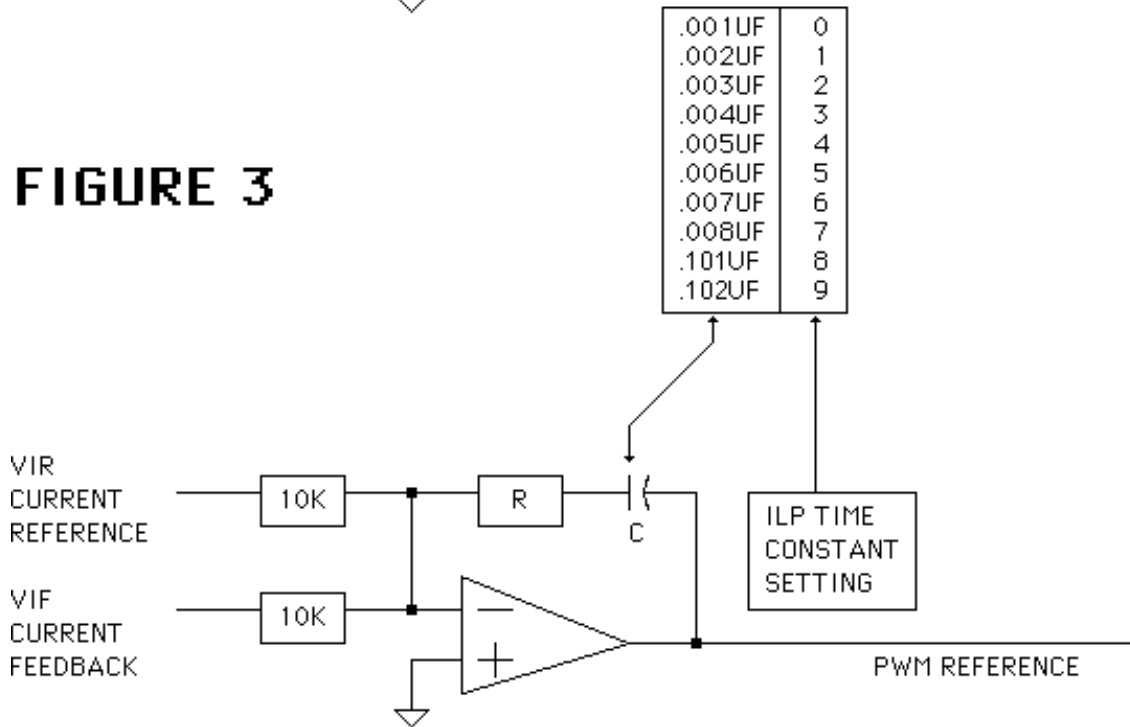 .001UF 0
.002UF 1
.003UF 2
.004UF 3
.005UF 4
.006UF 5
.007UF 6
.008UF 7
.101UF 8
.102UF 9
FIGURE 3
VIR
CURRENT
REFERENCE
10K
R
C
ILP TIME
CONSTANT
SETTING
VIF
CURRENT
FEEDBACK
10K
−
+
PWM REFERENCE